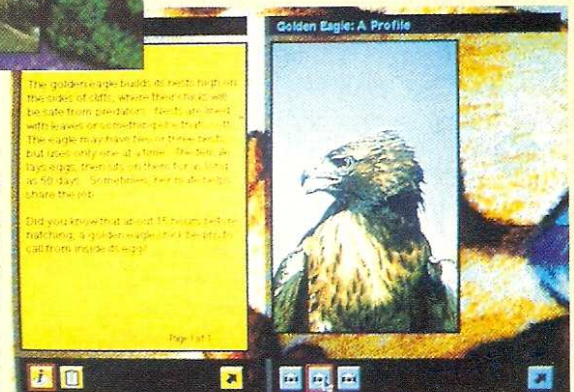 The golden eagle builds its nests high on
the sides of cliffs, where their chicks will
be safe from predators. Nests are lined
with leaves or something else that
The eagle may have two or three nests,
but uses only one at a time. The female
lays eggs, then sits on them for as long
as 50 days. Sometimes, her mate helps
share the job.
Did you know that about 15 hours before
hatching, a golden eagle chick begins to
call from inside its egg?
Page 1 of 1
Golden Eagle: A Profile